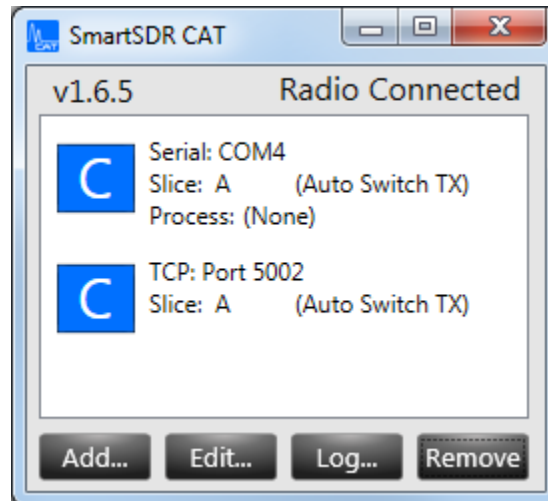 CAT SmartSDR CAT
v1.6.5 Radio Connected
C
Serial: COM4
Slice: A (Auto Switch TX)
Process: (None)
C
TCP: Port 5002
Slice: A (Auto Switch TX)
Add... Edit... Log... Remove